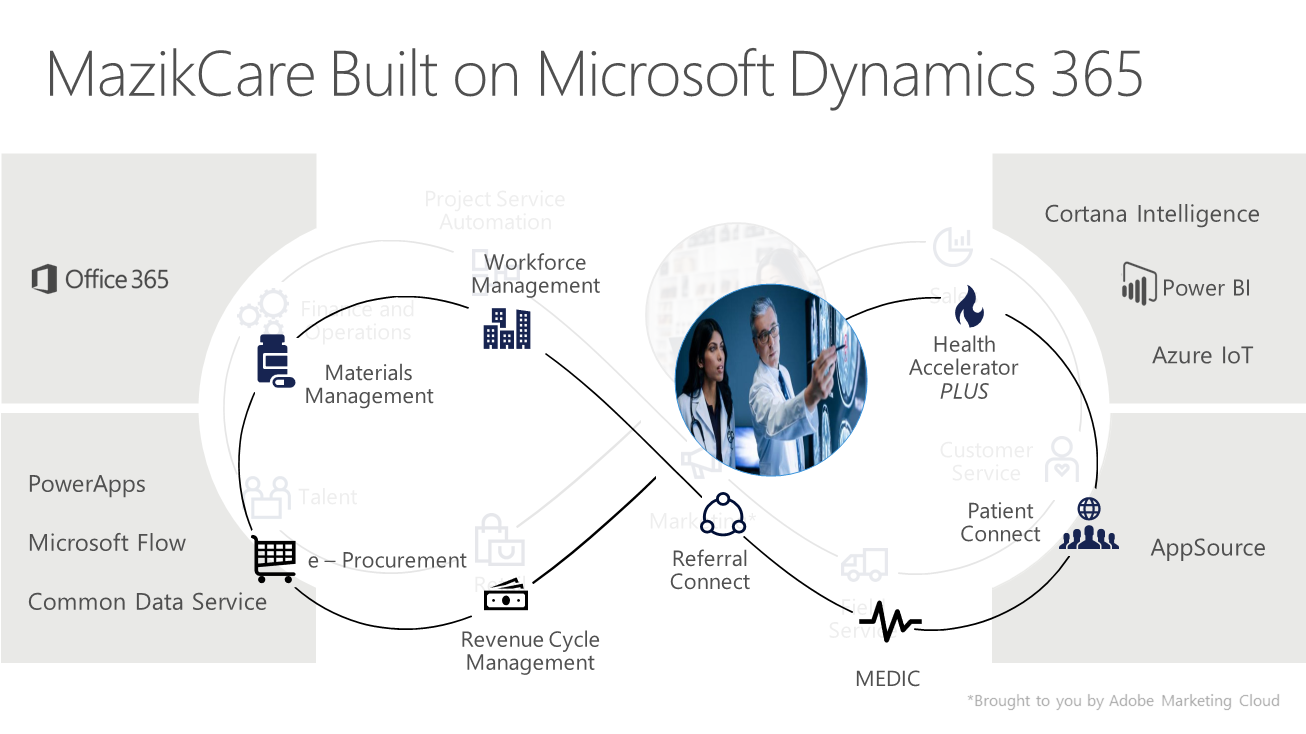 MazikCare Built on Microsoft Dynamics 365
Project Service
Automation
Cortana Intelligence
Office 365
Workforce
Management
Power BI
Finance and
Operations
Health
Accelerator
PLUS
Azure IoT
Materials
Management
Customer
Service
PowerApps
Talent
Patient
Connect
Microsoft Flow
e – Procurement
Referral
Connect
AppSource
Common Data Service
Field
Service
Revenue Cycle
Management
MEDIC
*Brought to you by Adobe Marketing Cloud